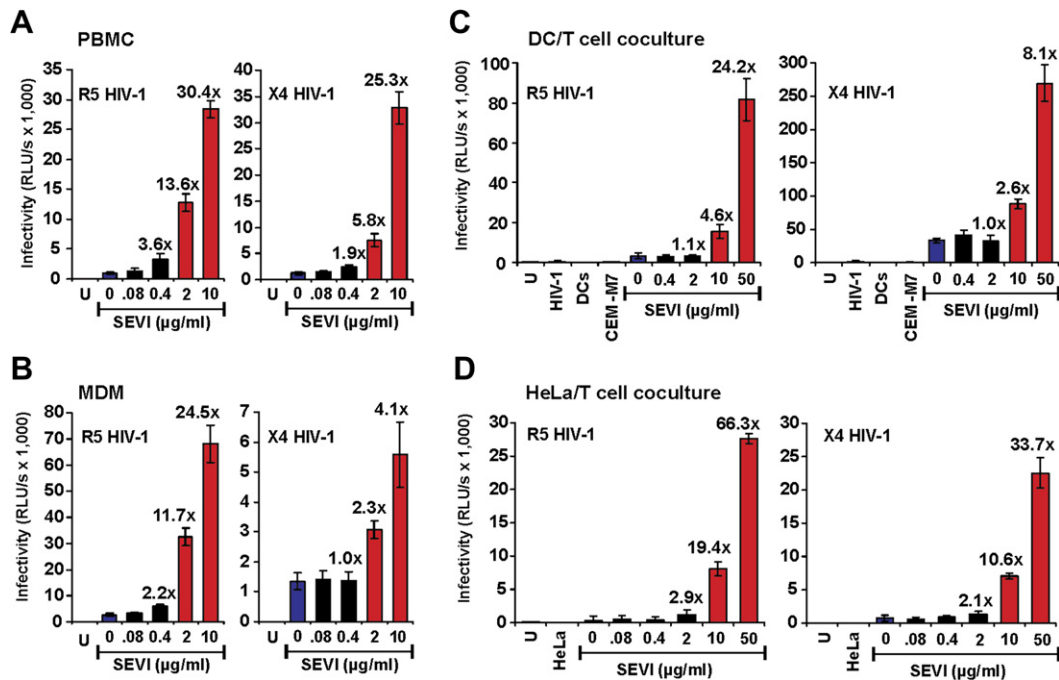 A
PBMC
Infectivity (RLU/s x 1,000)
R5 HIV-1
35
30
25
20
15
10
5
0
3.6x
13.6x
30.4x
U 0 .08 0.4 2 10
SEVI (µg/ml)
X4 HIV-1
40
35
30
25
20
15
10
5
0
1.9x
5.8x
25.3x
U 0 .08 0.4 2 10
SEVI (µg/ml)
B
MDM
Infectivity (RLU/s x 1,000)
R5 HIV-1
80
70
60
50
40
30
20
10
0
2.2x
11.7x
24.5x
U 0 .08 0.4 2 10
SEVI (µg/ml)
X4 HIV-1
7
6
5
4
3
2
1
0
1.0x
2.3x
4.1x
U 0 .08 0.4 2 10
SEVI (µg/ml)
C
DC/T cell coculture
Infectivity (RLU/s x 1,000)
R5 HIV-1
100
80
60
40
20
0
1.1x
4.6x
24.2x
U HIV-1 DCs CEM -M7 0 0.4 2 10 50
SEVI (µg/ml)
X4 HIV-1
300
250
200
150
100
50
0
1.0x
2.6x
8.1x
U HIV-1 DCs CEM -M7 0 0.4 2 10 50
SEVI (µg/ml)
D
HeLa/T cell coculture
Infectivity (RLU/s x 1,000)
R5 HIV-1
30
25
20
15
10
5
0
2.9x
19.4x
66.3x
U HeLa 0 .08 0.4 2 10 50
SEVI (µg/ml)
X4 HIV-1
30
25
20
15
10
5
0
2.1x
10.6x
33.7x
U HeLa 0 .08 0.4 2 10 50
SEVI (µg/ml)